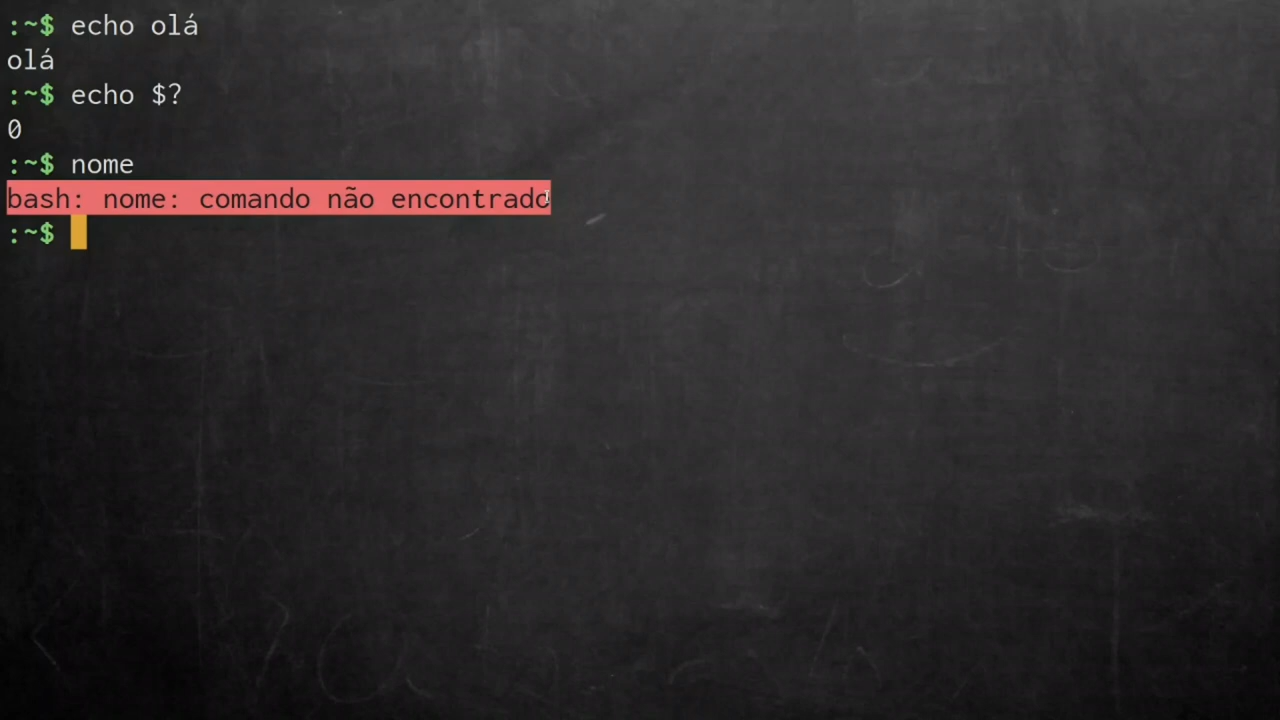 :~$ echo olá
olá
:~$ echo $?
0
:~$ nome
bash: nome: comando não encontrado
:~$